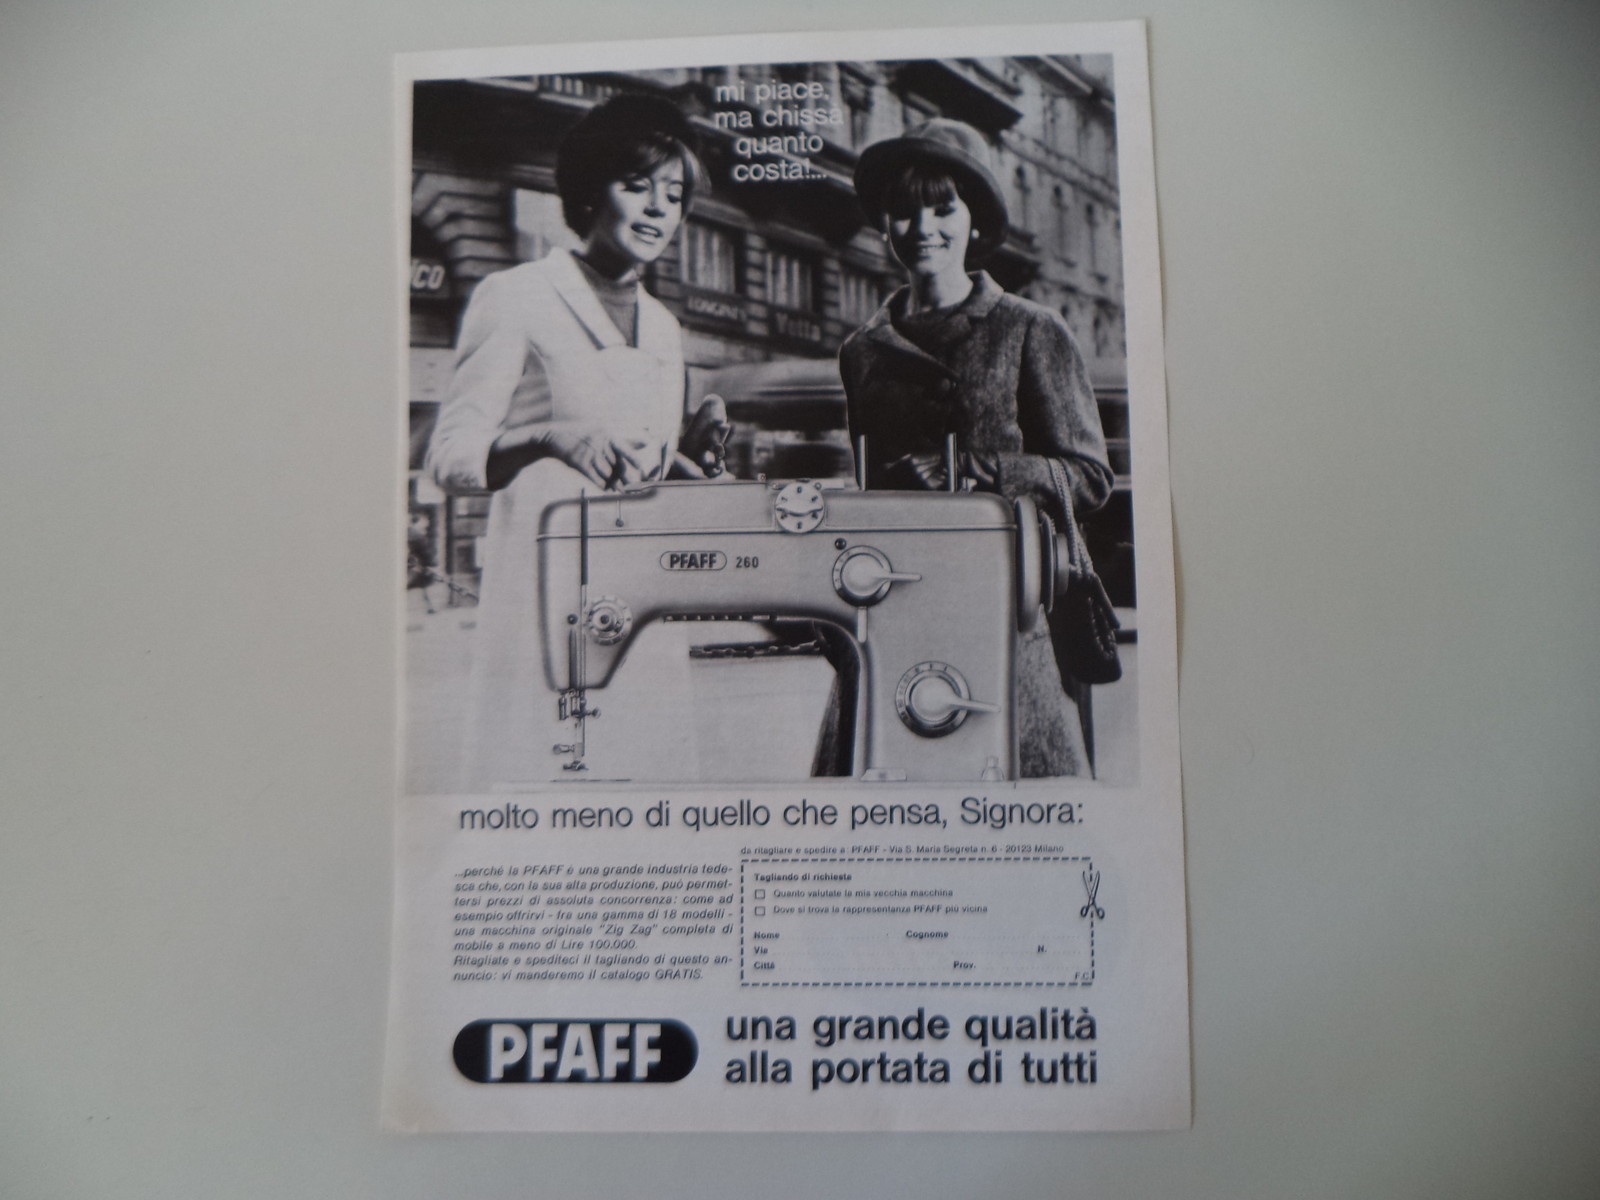 mi piace,
ma chissà
quanto
costa!...
CO
LONGINES
Yotta
PFAFF 260
molto meno di quello che pensa, Signora:
...perché la PFAFF è una grande industria tede-
sca che, con la sua alta produzione, può permet-
tersi prezzi di assoluta concorrenza: come ad
esempio offrirvi - fra una gamma di 18 modelli -
una macchina originale "Zig Zag" completa di
mobile a meno di Lire 100.000.
Ritagliate e spediteci il tagliando di questo an-
nuncio: vi manderemo il catalogo GRATIS.
da ritagliare e spedire a: PFAFF - Via S. Maria Segreta n. 6 - 20123 Milano
Tagliando di richiesta
Quanto valutate la mia vecchia macchina
Dove si trova la rappresentanza PFAFF più vicina
Nome Cognome
Via N.
Città Prov.
F.C.
PFAFF
una grande qualità
alla portata di tutti